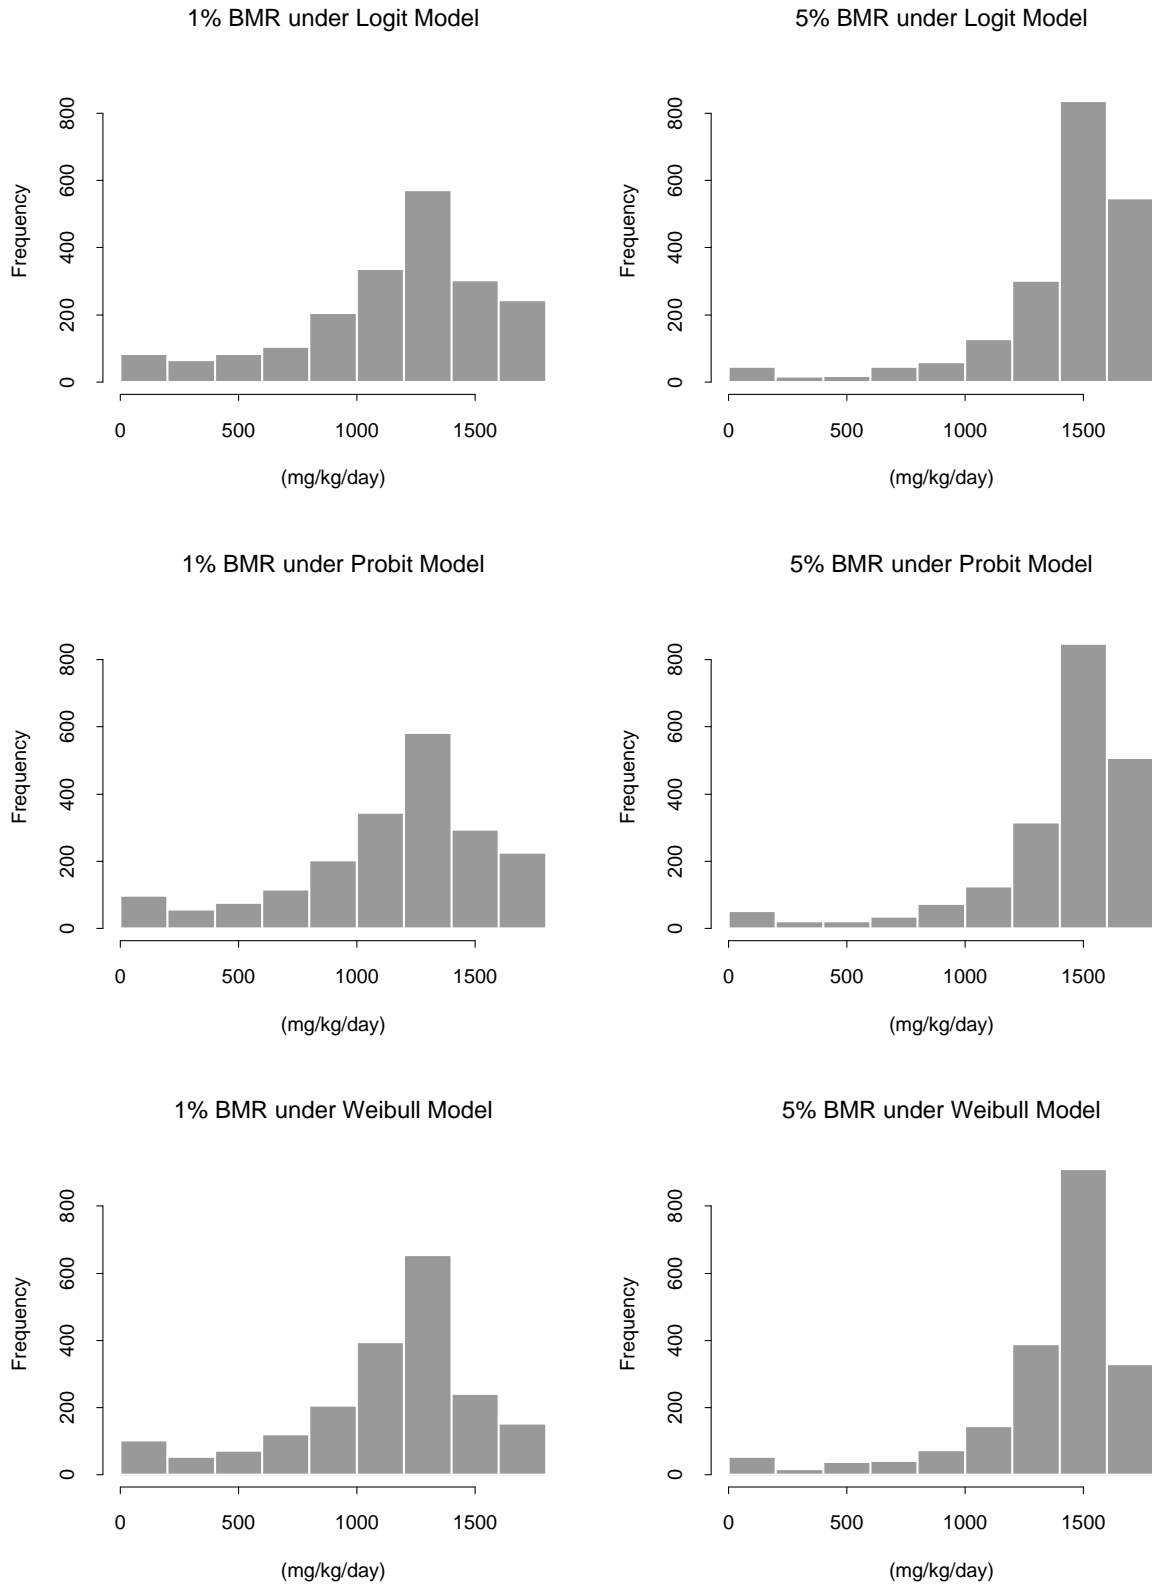 1% BMR under Logit Model
Frequency
0 200 400 600 800
0 500 1000 1500
(mg/kg/day)
5% BMR under Logit Model
Frequency
0 200 400 600 800
0 500 1000 1500
(mg/kg/day)
1% BMR under Probit Model
Frequency
0 200 400 600 800
0 500 1000 1500
(mg/kg/day)
5% BMR under Probit Model
Frequency
0 200 400 600 800
0 500 1000 1500
(mg/kg/day)
1% BMR under Weibull Model
Frequency
0 200 400 600 800
0 500 1000 1500
(mg/kg/day)
5% BMR under Weibull Model
Frequency
0 200 400 600 800
0 500 1000 1500
(mg/kg/day)